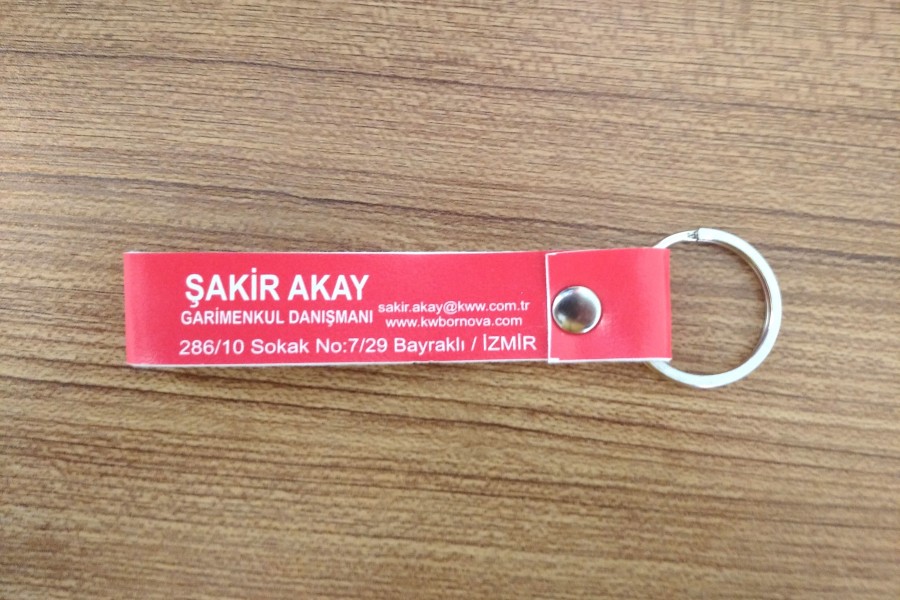 ŞAKİR AKAY
GARİMENKUL DANIŞMANI
sakir.akay@kww.com.tr
www.kwbornova.com
286/10 Sokak No:7/29 Bayraklı / İZMİR